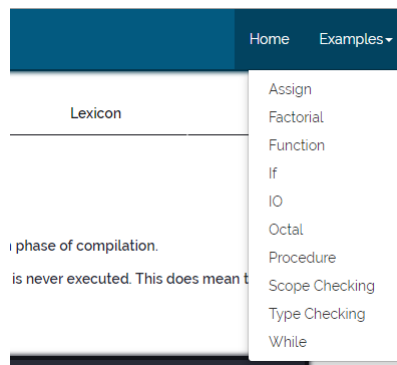 Home Examples
Assign
Lexicon
Factorial
Function
If
IO
Octal
phase of compilation.
Procedure
is never executed. This does mean
Scope Checking
Type Checking
While